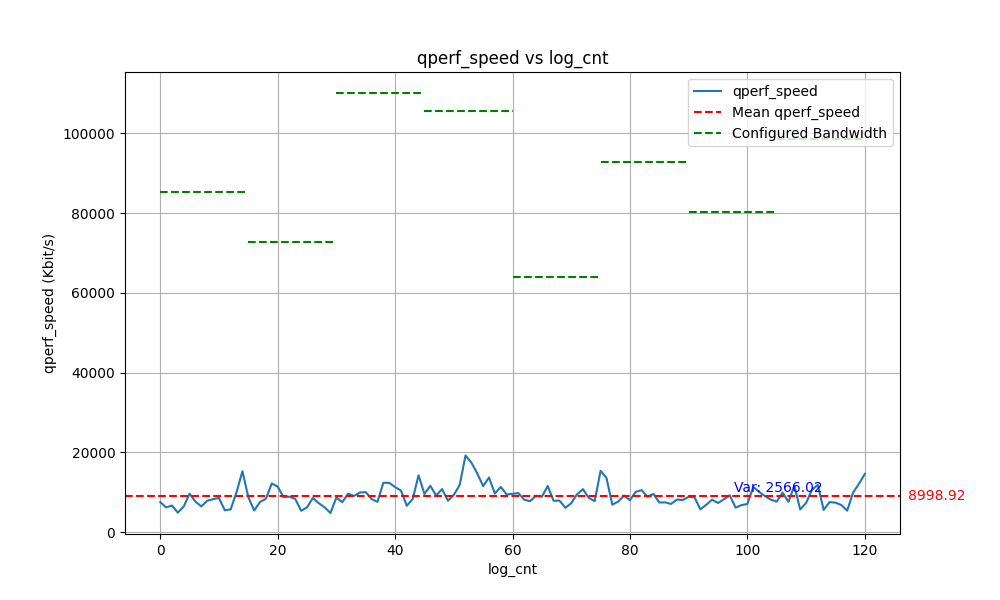 qperf_speed vs log_cnt
qperf_speed
Mean qperf_speed
Configured Bandwidth
qperf_speed (Kbit/s)
100000
80000
60000
40000
20000
0
Var: 2566.02
8998.92
0 20 40 60 80 100 120
log_cnt